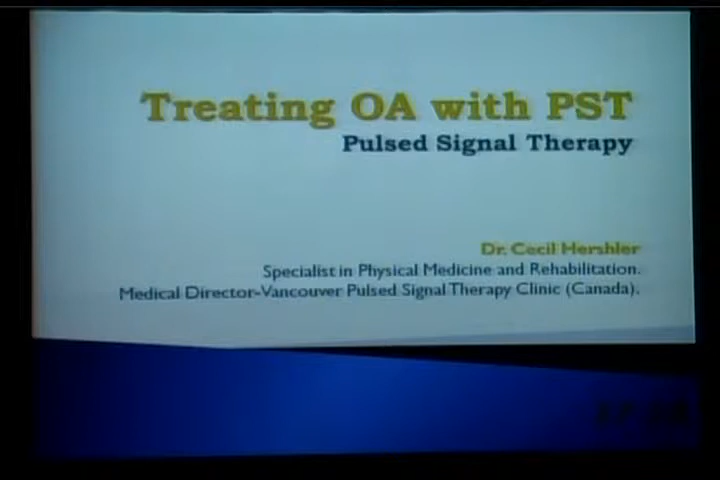 Treating OA with PST
Pulsed Signal Therapy
Dr. Cecil Hershler
Specialist in Physical Medicine and Rehabilitation.
Medical Director-Vancouver Pulsed Signal Therapy Clinic (Canada).